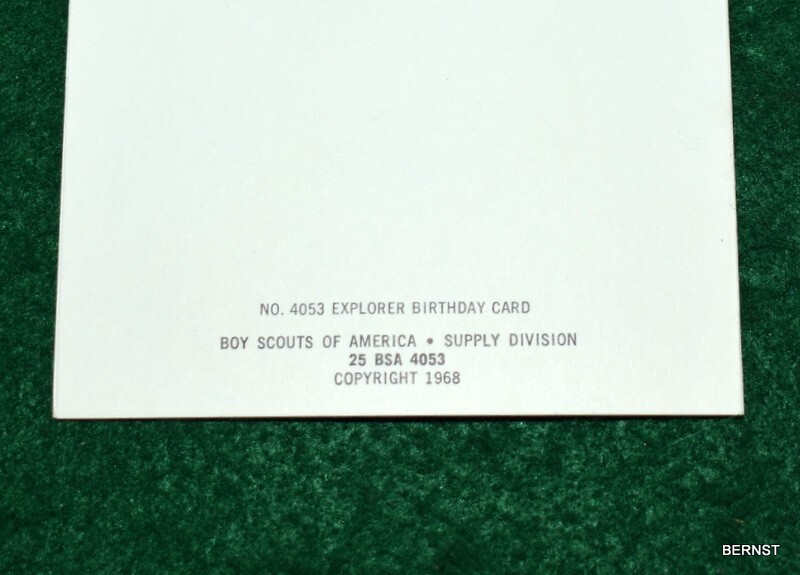 NO. 4053 EXPLORER BIRTHDAY CARD
BOY SCOUTS OF AMERICA • SUPPLY DIVISION
25 BSA 4053
COPYRIGHT 1968
BERNST